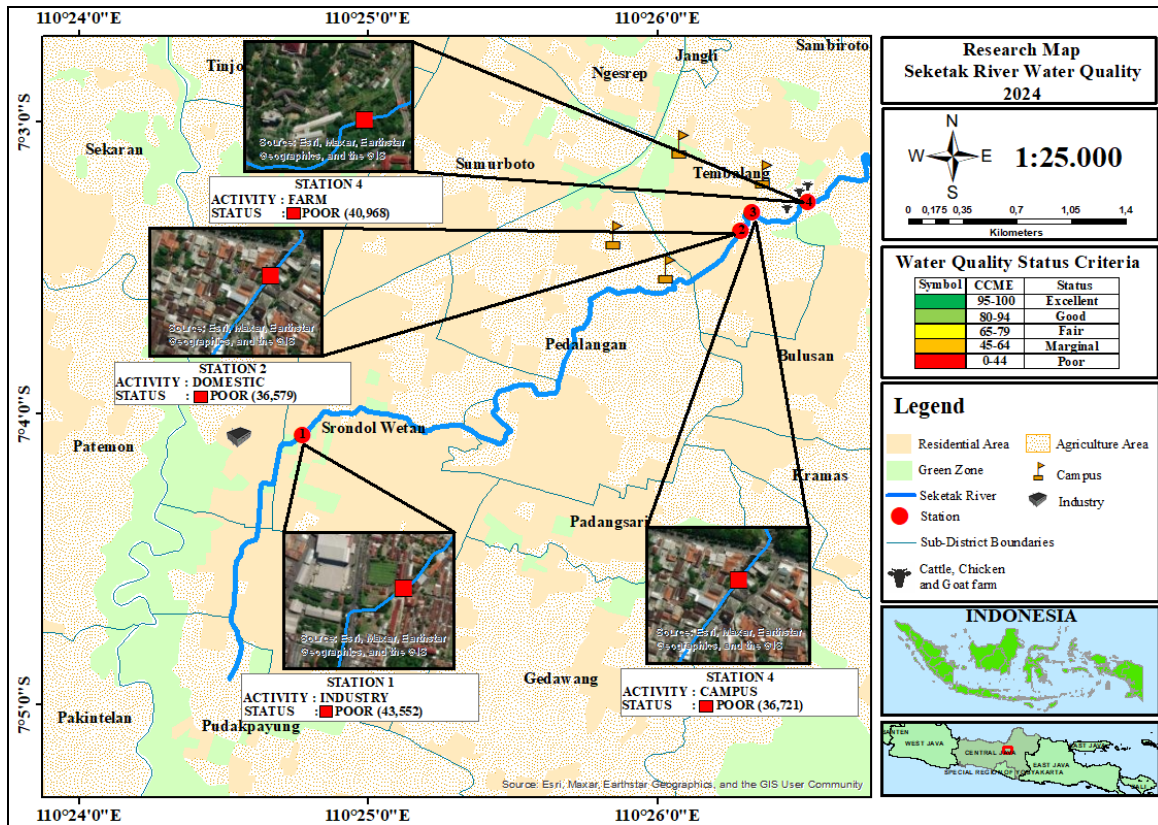 110°24'0"E 110°25'0"E 110°26'0"E
7°3'0"S
7°4'0"S
7°5'0"S
Tinjo
Sekaran
Ngesrep
Jangli
Sambiroto
Sumurboto
Tembalang
Source: Esri, Maxar, Earthstar
Geographics, and the GIS
STATION 4
ACTIVITY : FARM
STATUS : POOR (40,968)
4
3
2
Source: Esri, Maxar, Earthstar
Geographics, and the GIS
STATION 2
ACTIVITY : DOMESTIC
STATUS : POOR (36,579)
Pedalangan
Bulusan
Patemon
1
Srondol Wetan
Kramas
Padangsari
Source: Esri, Maxar, Earthstar
Geographics, and the GIS
STATION 1
ACTIVITY : INDUSTRY
STATUS : POOR (43,552)
Source: Esri, Maxar, Earthstar
Geographics, and the GIS
STATION 4
ACTIVITY : CAMPUS
STATUS : POOR (36,721)
Gedawang
Pakintelan
Pudakpayung
Source: Esri, Maxar, Earthstar Geographics, and the GIS User Community
110°24'0"E 110°25'0"E 110°26'0"E
Research Map
Seketak River Water Quality
2024
N
W E
S
1:25.000
0 0,175 0,35 0,7 1,05 1,4
Kilometers
Water Quality Status Criteria
Symbol CCME Status
95-100 Excellent
80-94 Good
65-79 Fair
45-64 Marginal
0-44 Poor
Legend
Residential Area
Green Zone
Seketak River
Station
Sub-District Boundaries
Cattle, Chicken
and Goat farm
Agriculture Area
Campus
Industry
INDONESIA
WEST JAVA
CENTRAL JAVA
EAST JAVA
SPECIAL REGION OF YOGYAKARTA